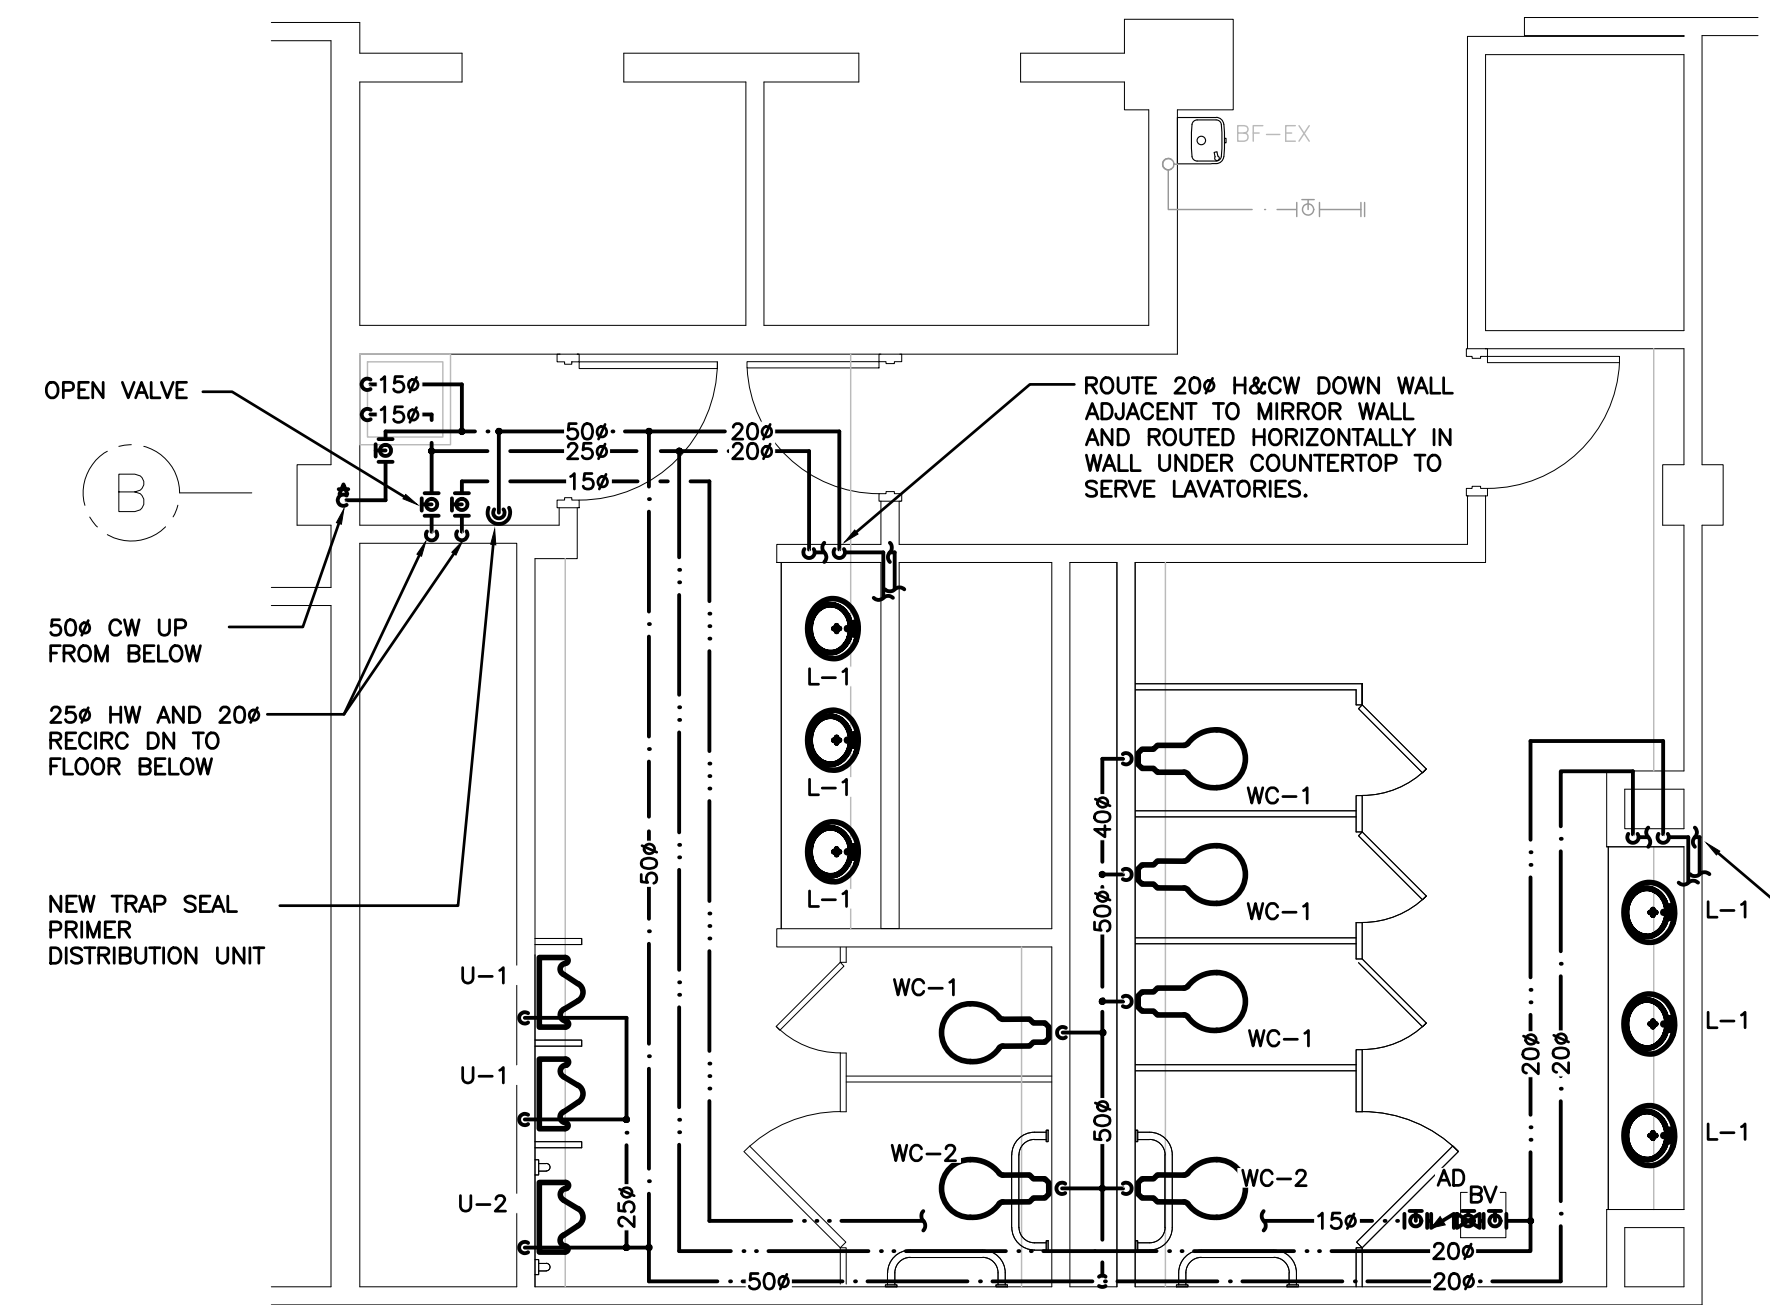 BF-EX
OPEN VALVE
15ø
15ø
50ø
20ø
25ø
20ø
15ø
ROUTE 20ø H&CW DOWN WALL
ADJACENT TO MIRROR WALL
AND ROUTED HORIZONTALLY IN
WALL UNDER COUNTERTOP TO
SERVE LAVATORIES.
B
50ø CW UP
FROM BELOW
25ø HW AND 20ø
RECIRC DN TO
FLOOR BELOW
NEW TRAP SEAL
PRIMER
DISTRIBUTION UNIT
L-1
L-1
L-1
50ø
40ø
50ø
50ø
WC-1
WC-1
WC-1
WC-1
WC-2
WC-2
U-1
U-1
U-2
25ø
20ø
20ø
L-1
L-1
L-1
AD
BV
15ø
20ø
50ø
20ø